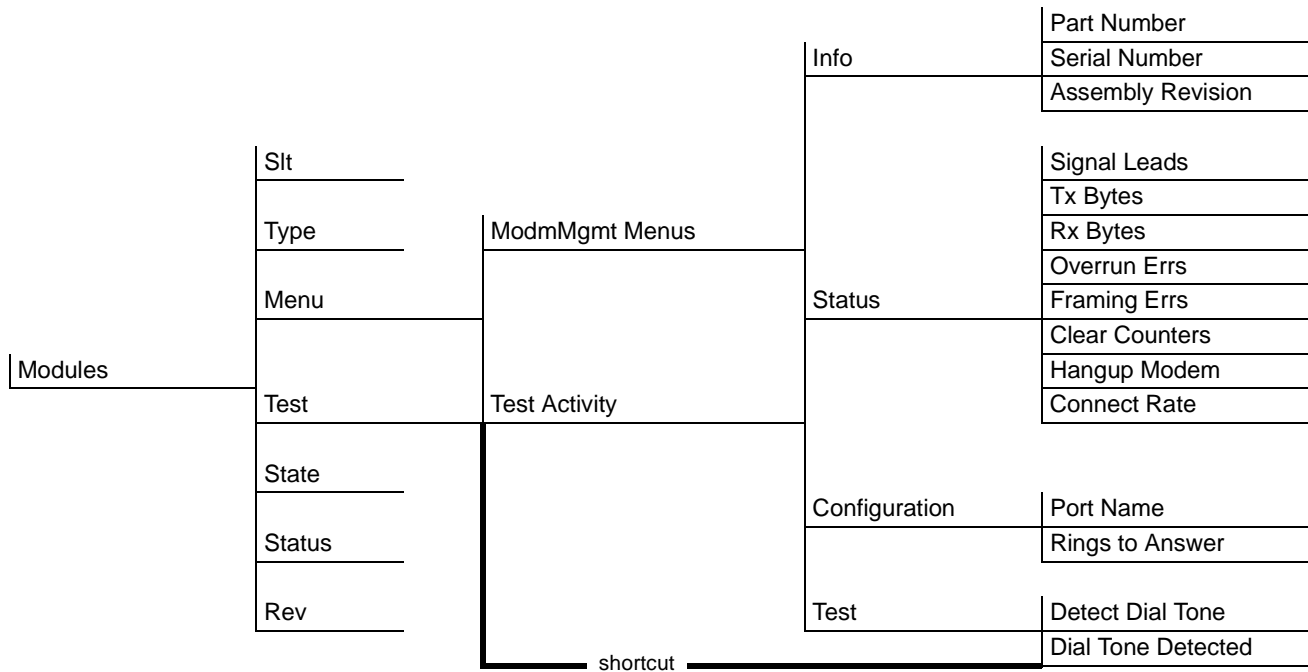 Modules
Slt
Type
Menu
Test
State
Status
Rev
ModmMgmt Menus
Test Activity
shortcut
Info
Status
Configuration
Test
Part Number
Serial Number
Assembly Revision
Signal Leads
Tx Bytes
Rx Bytes
Overrun Errs
Framing Errs
Clear Counters
Hangup Modem
Connect Rate
Port Name
Rings to Answer
Detect Dial Tone
Dial Tone Detected